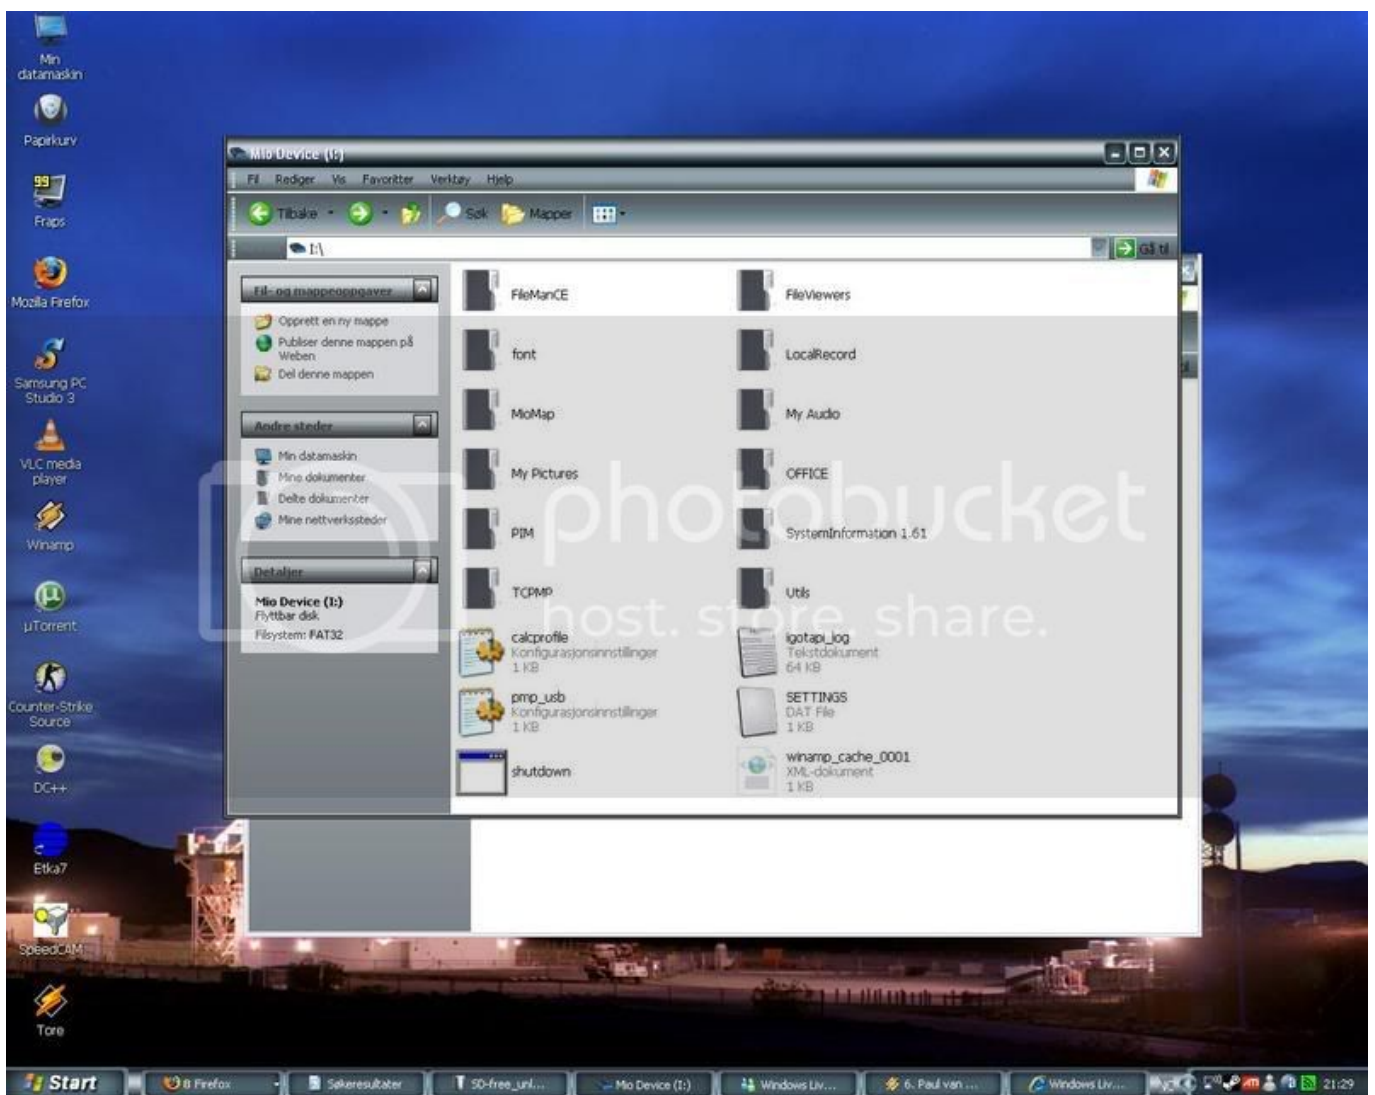 Min
datamaskin
Papirkurv
99
Fraps
Mozilla Firefox
Samsung PC
Studio 3
VLC media
player
Winamp
µTorrent
Counter-Strike
Source
DC++
Etka7
SpeedCAM
Tore
Mio Device (I:)
Fil Rediger Vis Favoritter Verktøy Hjelp
Tilbake Søk Mapper
I:\ Gå til
Fil- og mappeoppgaver
Opprett en ny mappe
Publiser denne mappen på
Weben
Del denne mappen
Andre steder
Min datamaskin
Mine dokumenter
Delte dokumenter
Mine nettverkssteder
Detaljer
Mio Device (I:)
Flyttbar disk
Filsystem: FAT32
FileManCE
FileViewers
font
LocalRecord
MioMap
My Audio
My Pictures
OFFICE
PIM
SystemInformation 1.61
TCPMP
Utils
calcprofile
Konfigurasjonsinnstillinger
1 KB
igotapi_log
Tekstdokument
64 KB
pmp_usb
Konfigurasjonsinnstillinger
1 KB
SETTINGS
DAT File
1 KB
shutdown
winamp_cache_0001
XML-dokument
1 KB
photobucket
host. store. share.
Start 8 Firefox Søkeresultater SD-free_unl... Mio Device (I:) Windows Liv... 6. Paul van ... Windows Liv... 21:29